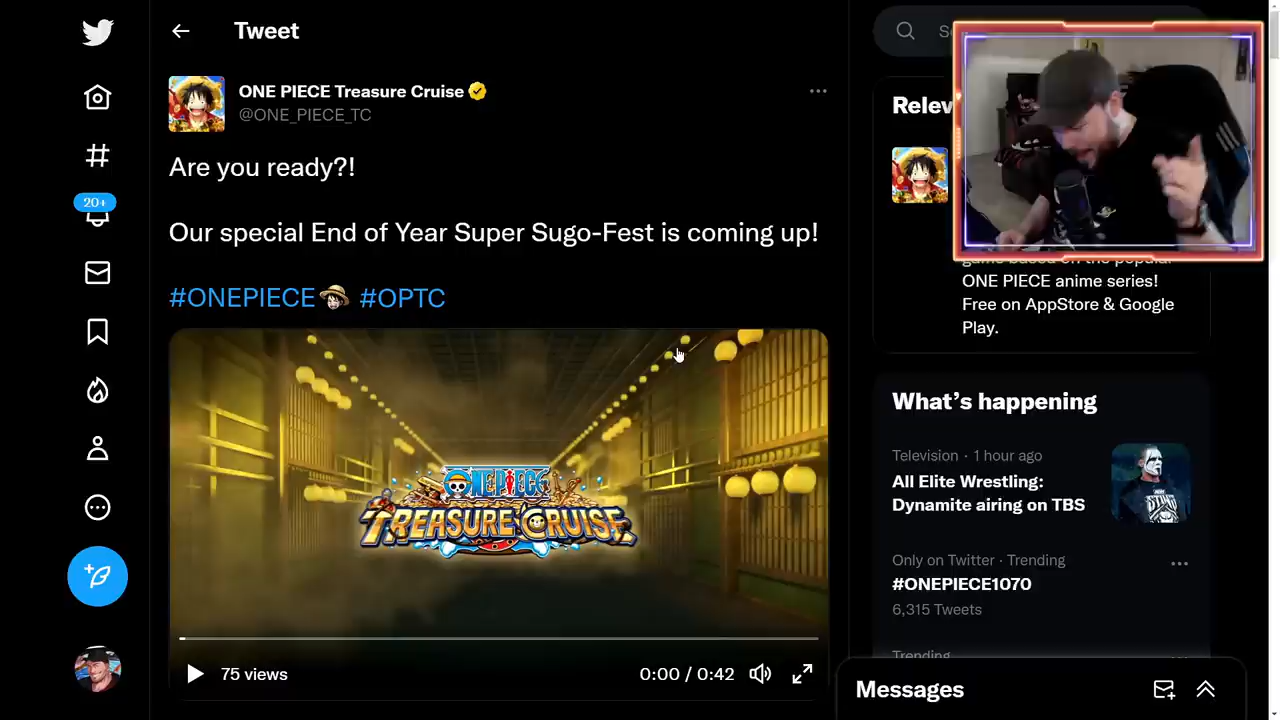 Tweet
ONE PIECE Treasure Cruise
@ONE_PIECE_TC
Are you ready?!
Our special End of Year Super Sugo-Fest is coming up!
#ONEPIECE #OPTC
ONE PIECE
TREASURE CRUISE
75 views
0:00 / 0:42
20+
ONE PIECE anime series!
Free on AppStore & Google
Play.
What's happening
Television · 1 hour ago
All Elite Wrestling:
Dynamite airing on TBS
Only on Twitter · Trending
#ONEPIECE1070
6,315 Tweets
Trending
Messages